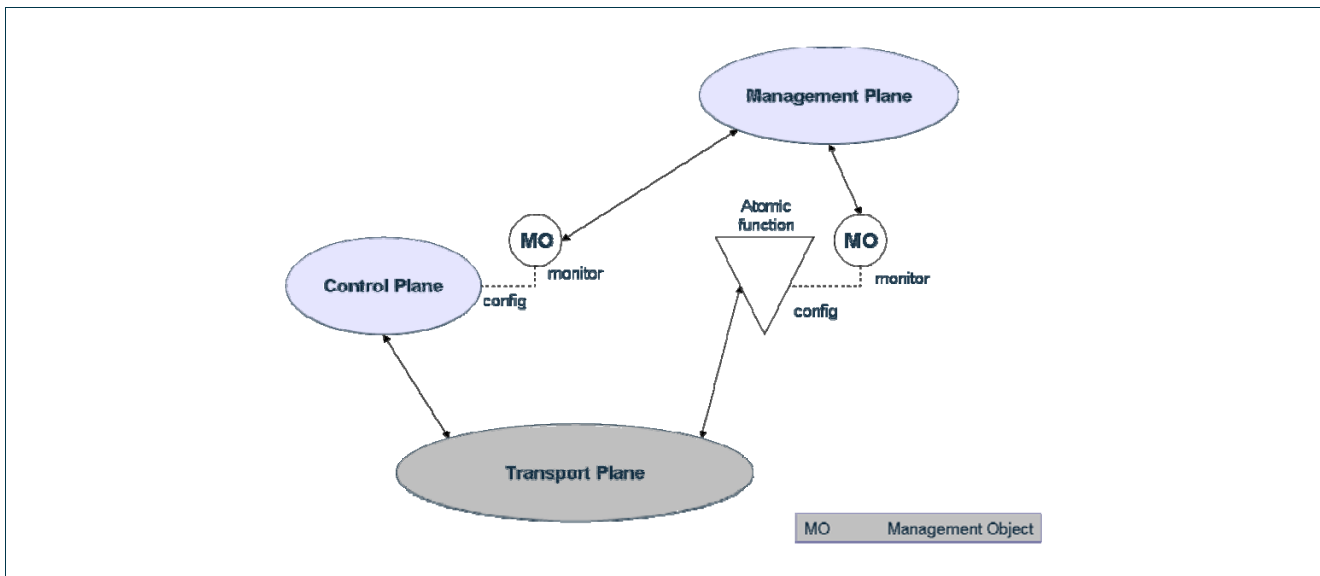 Management Plane
Atomic
function
MO
MO
monitor
monitor
Control Plane
config
config
Transport Plane
MO Management Object